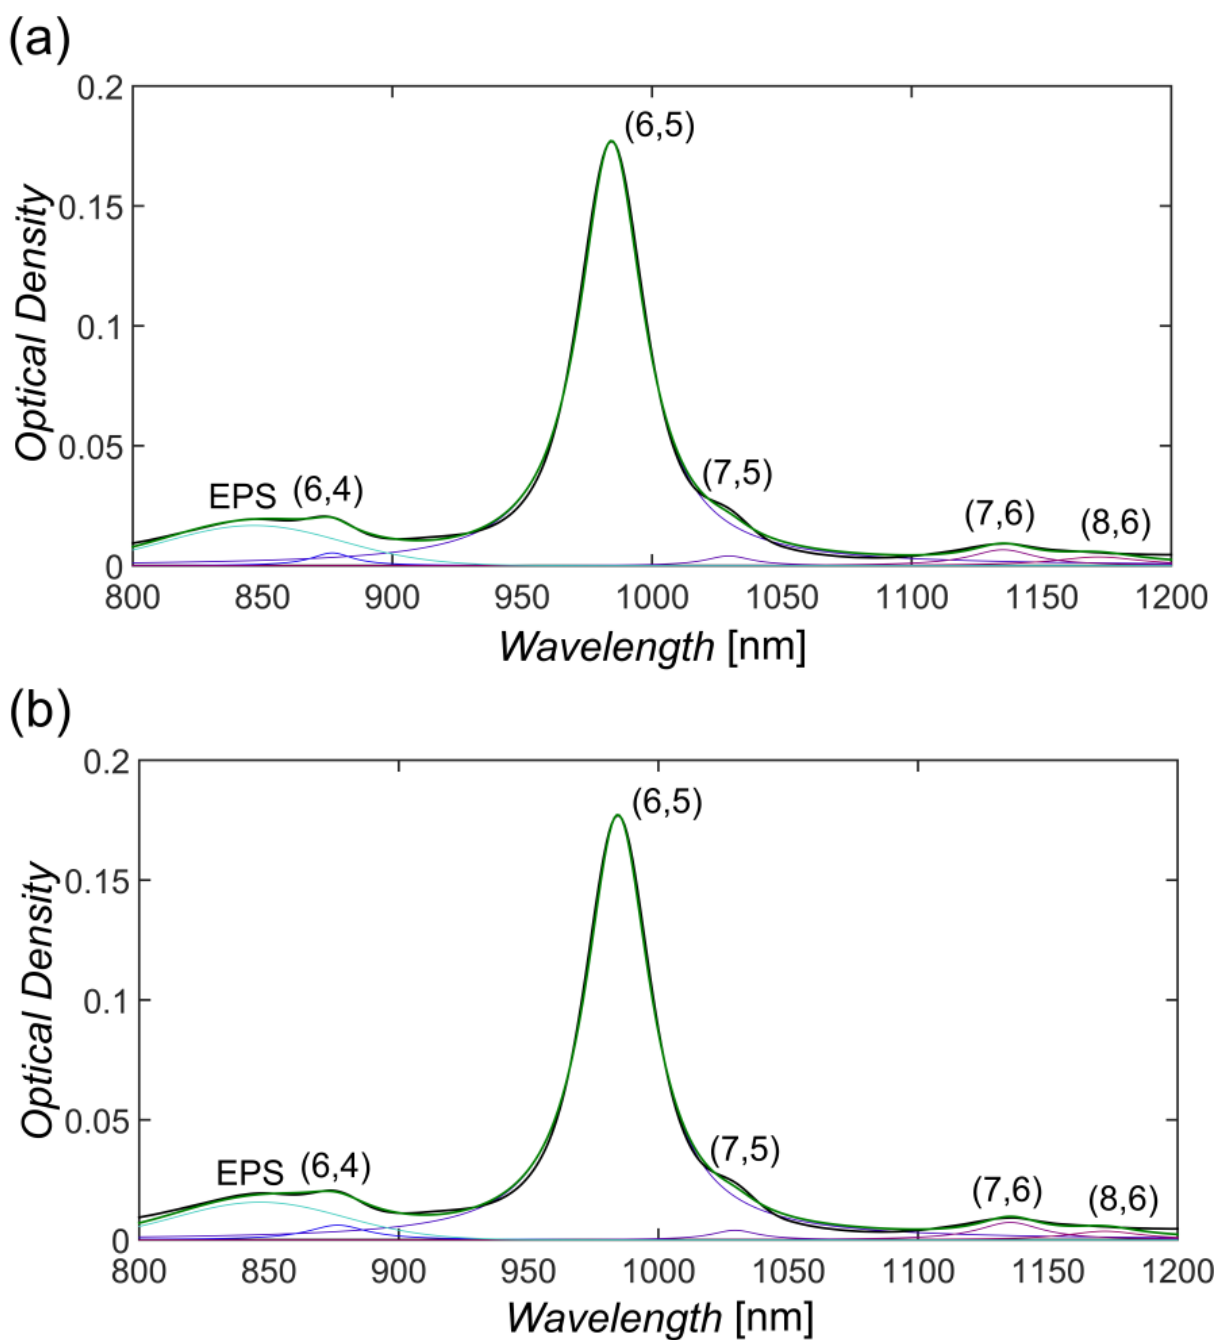 (a)
0.2
(6,5)
0.15
0.1
Optical Density
0.05
(7,5)
EPS (6,4)
(7,6)
(8,6)
0
800 850 900 950 1000 1050 1100 1150 1200
Wavelength [nm]
(b)
0.2
(6,5)
0.15
0.1
Optical Density
0.05
(7,5)
EPS (6,4)
(7,6)
(8,6)
0
800 850 900 950 1000 1050 1100 1150 1200
Wavelength [nm]